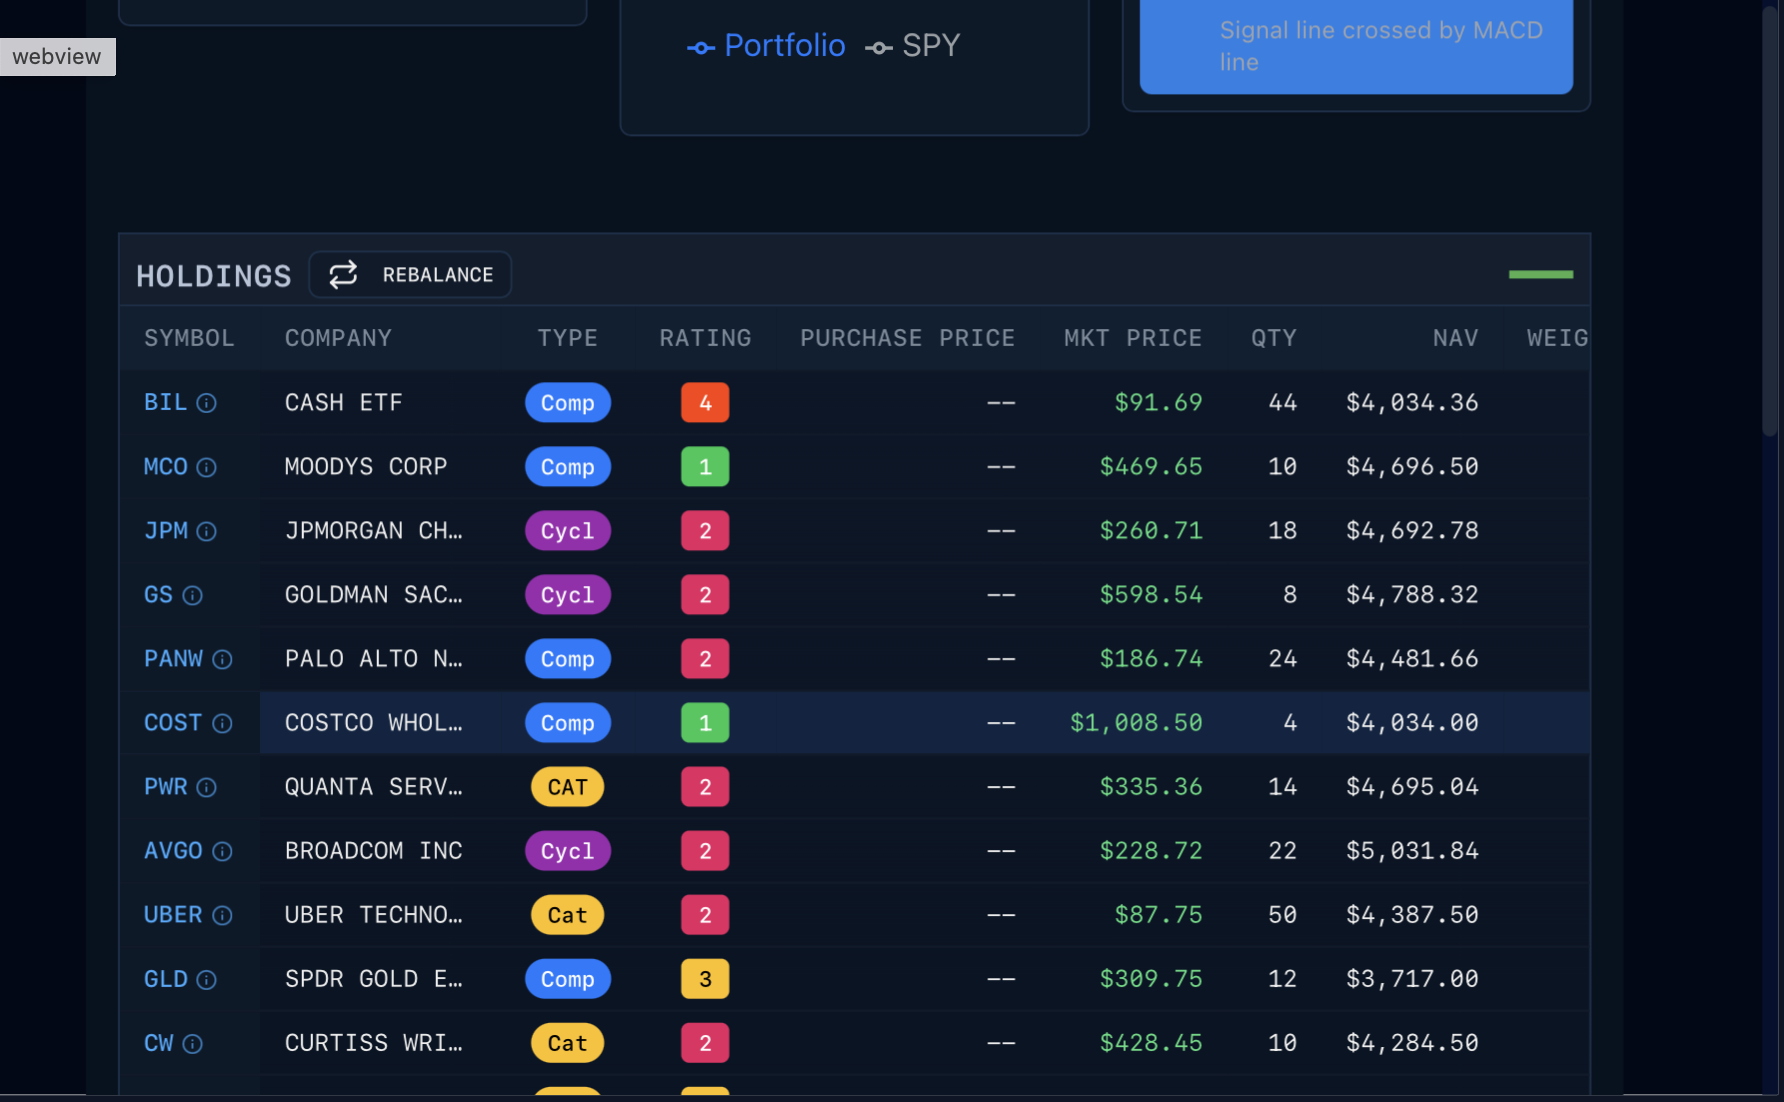 Portfolio SPY
Signal line crossed by MACD
line
webview
HOLDINGS REBALANCE
SYMBOL COMPANY TYPE RATING PURCHASE PRICE MKT PRICE QTY NAV WEIG
BIL CASH ETF Comp 4 —— $91.69 44 $4,034.36
MCO MOODYS CORP Comp 1 —— $469.65 10 $4,696.50
JPM JPMORGAN CH… Cycl 2 —— $260.71 18 $4,692.78
GS GOLDMAN SAC… Cycl 2 —— $598.54 8 $4,788.32
PANW PALO ALTO N… Comp 2 —— $186.74 24 $4,481.66
COST COSTCO WHOL… Comp 1 —— $1,008.50 4 $4,034.00
PWR QUANTA SERV… CAT 2 —— $335.36 14 $4,695.04
AVGO BROADCOM INC Cycl 2 —— $228.72 22 $5,031.84
UBER UBER TECHNO… Cat 2 —— $87.75 50 $4,387.50
GLD SPDR GOLD E… Comp 3 —— $309.75 12 $3,717.00
CW CURTISS WRI… Cat 2 —— $428.45 10 $4,284.50